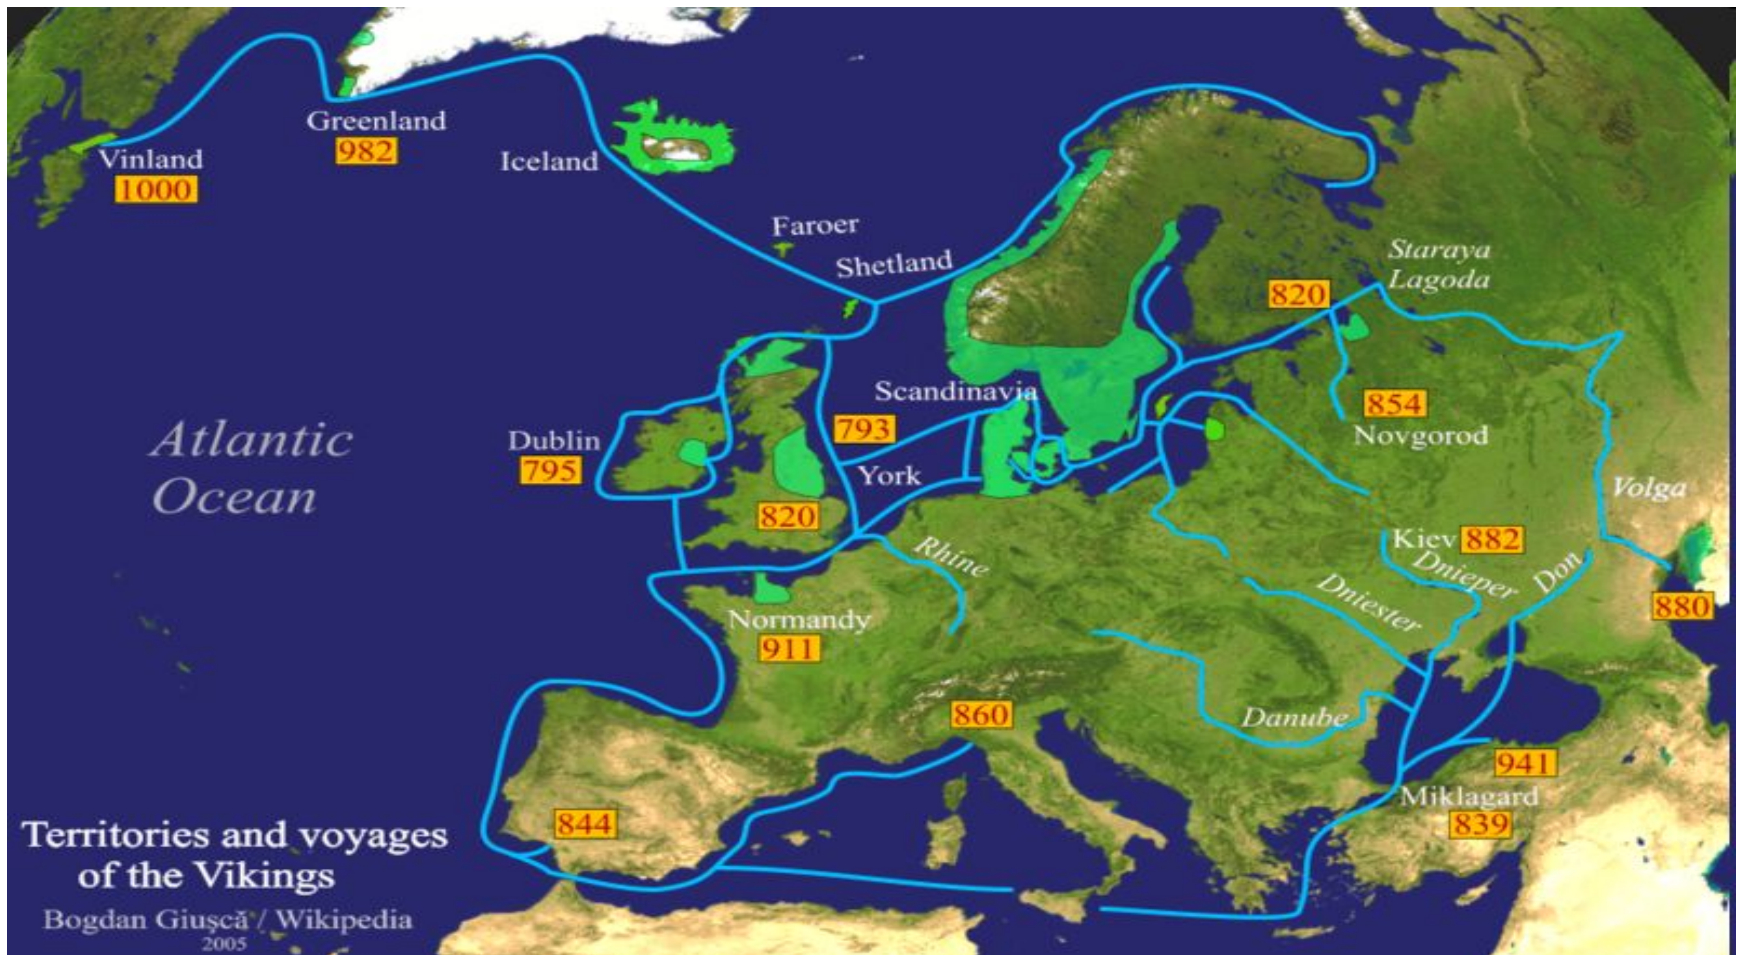 Greenland
982
Vinland
1000
Iceland
Faroer
Shetland
Staraya
Lagoda
820
Scandinavia
793
854
Novgorod
Atlantic
Ocean
Dublin
795
York
820
Volga
Kiev 882
Rhine
Dnieper
Don
Dniester
880
Normandy
911
860
Danube
941
Miklagard
839
844
Territories and voyages
of the Vikings
Bogdan Giuşcă / Wikipedia
2005